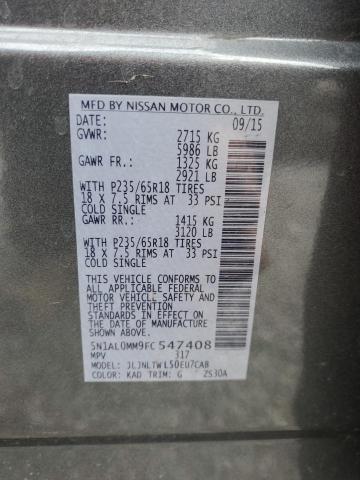 MFD BY NISSAN MOTOR CO., LTD.
DATE: 09/15
GVWR: 2715 KG
5986 LB
GAWR FR.: 1325 KG
2921 LB
WITH P235/65R18 TIRES
18 X 7.5 RIMS AT 33 PSI
COLD SINGLE
GAWR RR.: 1415 KG
3120 LB
WITH P235/65R18 TIRES
18 X 7.5 RIMS AT 33 PSI
COLD SINGLE
THIS VEHICLE CONFORMS TO ALL
APPLICABLE U.S. FEDERAL
MOTOR VEHICLE SAFETY
AND THEFT PREVENTION
STANDARDS IN EFFECT ON THE
DATE OF MANUFACTURE SHOWN
ABOVE.
5N1AL0MM9FC547408
MPV 317
JLJNLTWL50EU7CAB
COLOR: KAD TRIM: G ZS30A